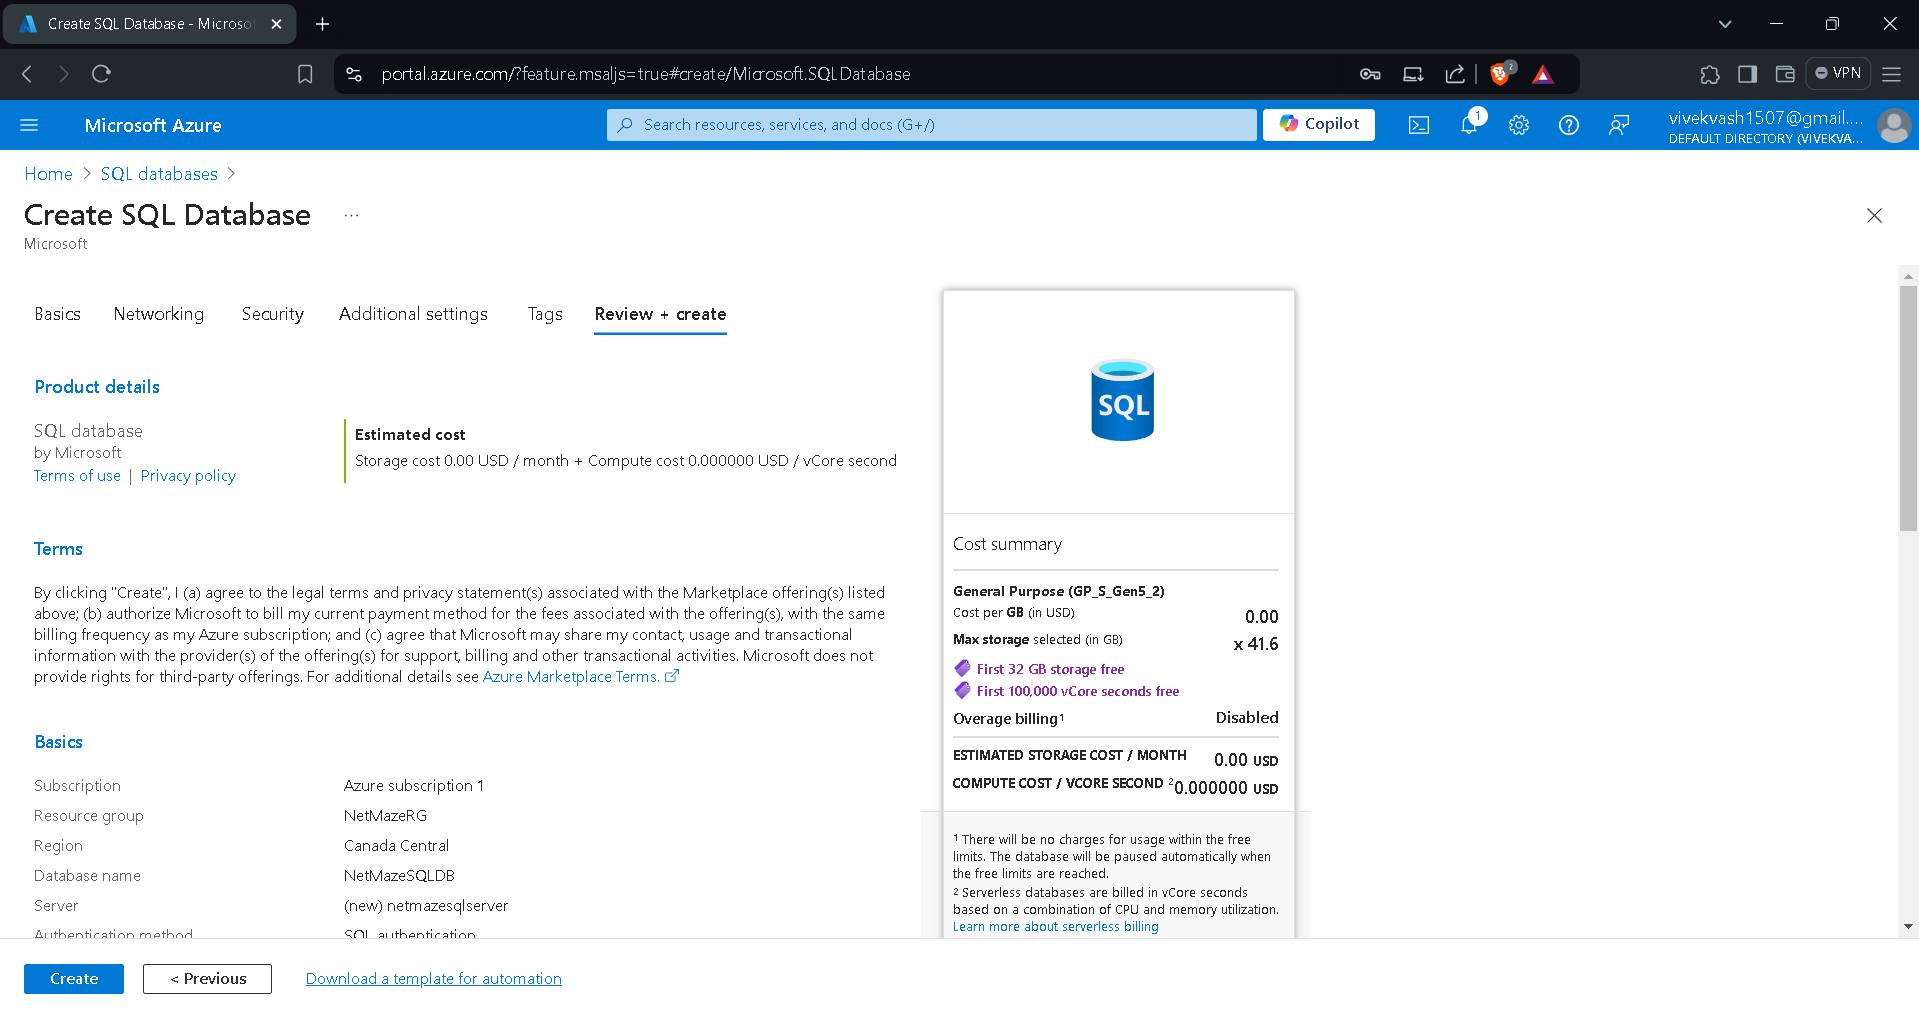 Create SQL Database - Microso
portal.azure.com/?feature.msaljs=true#create/Microsoft.SQLDatabase
2
VPN
Microsoft Azure
Search resources, services, and docs (G+/)
Copilot
1
vivekvash1507@gmail....
DEFAULT DIRECTORY (VIVEKVA...
Home > SQL databases >
Create SQL Database ...
Microsoft
Basics Networking Security Additional settings Tags Review + create
Product details
SQL database
by Microsoft
Terms of use | Privacy policy
Estimated cost
Storage cost 0.00 USD / month + Compute cost 0.000000 USD / vCore second
Terms
By clicking "Create", I (a) agree to the legal terms and privacy statement(s) associated with the Marketplace offering(s) listed
above; (b) authorize Microsoft to bill my current payment method for the fees associated with the offering(s), with the same
billing frequency as my Azure subscription; and (c) agree that Microsoft may share my contact, usage and transactional
information with the provider(s) of the offering(s) for support, billing and other transactional activities. Microsoft does not
provide rights for third-party offerings. For additional details see Azure Marketplace Terms.
Basics
Subscription Azure subscription 1
Resource group NetMazeRG
Region Canada Central
Database name NetMazeSQLDB
Server (new) netmazesqlserver
Authentication method SQL authentication
SQL
Cost summary
General Purpose (GP_S_Gen5_2)
Cost per GB (in USD) 0.00
Max storage selected (in GB) x 41.6
First 32 GB storage free
First 100,000 vCore seconds free
Overage billing¹ Disabled
ESTIMATED STORAGE COST / MONTH 0.00 USD
COMPUTE COST / VCORE SECOND ² 0.000000 USD
¹ There will be no charges for usage within the free
limits. The database will be paused automatically when
the free limits are reached.
² Serverless databases are billed in vCore seconds
based on a combination of CPU and memory utilization.
Learn more about serverless billing
Create < Previous Download a template for automation